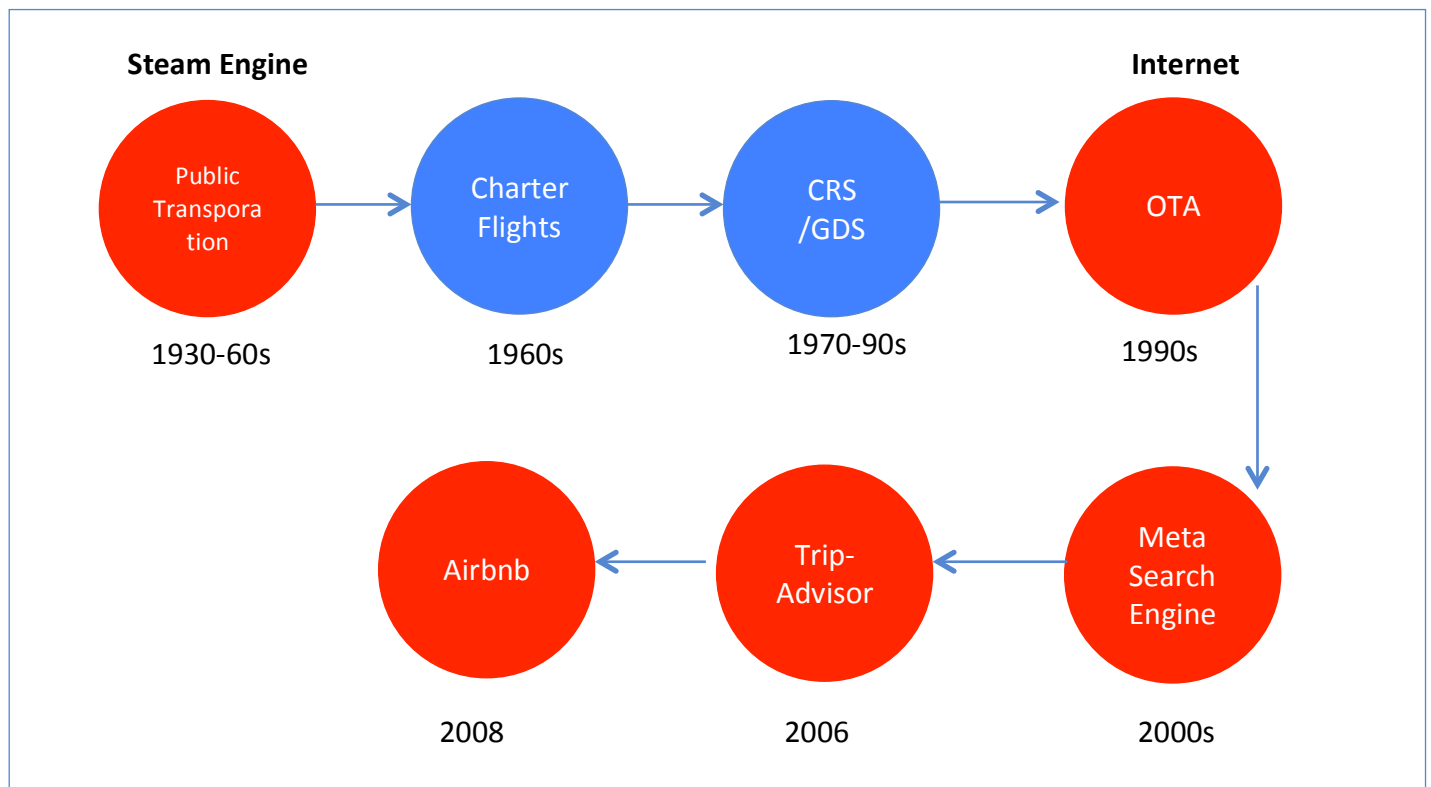 Steam Engine
Internet
Public
Transpora
tion
Charter
Flights
CRS
/GDS
OTA
1930-60s
1960s
1970-90s
1990s
Airbnb
Trip-
Advisor
Meta
Search
Engine
2008
2006
2000s